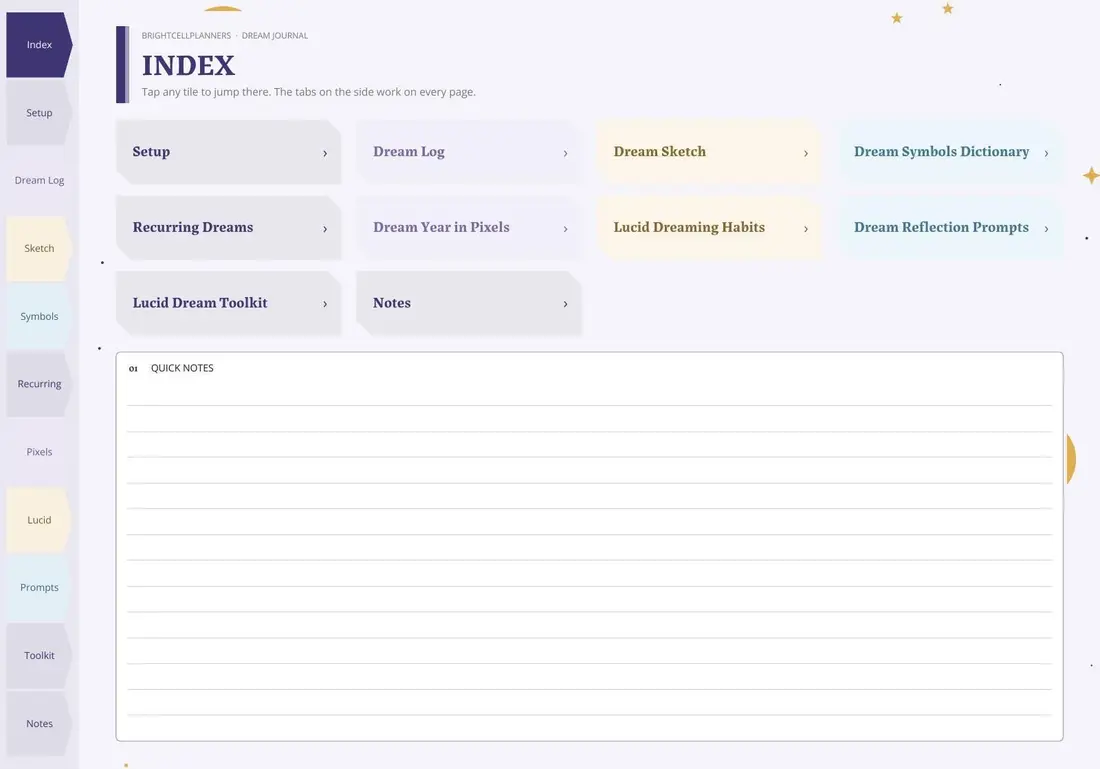 Index
Setup
Dream Log
Sketch
Symbols
Recurring
Pixels
Lucid
Prompts
Toolkit
Notes
BRIGHTCELLPLANNERS · DREAM JOURNAL
INDEX
Tap any tile to jump there. The tabs on the side work on every page.
Setup ›
Dream Log ›
Dream Sketch ›
Dream Symbols Dictionary ›
Recurring Dreams ›
Dream Year in Pixels ›
Lucid Dreaming Habits ›
Dream Reflection Prompts ›
Lucid Dream Toolkit ›
Notes ›
01 QUICK NOTES